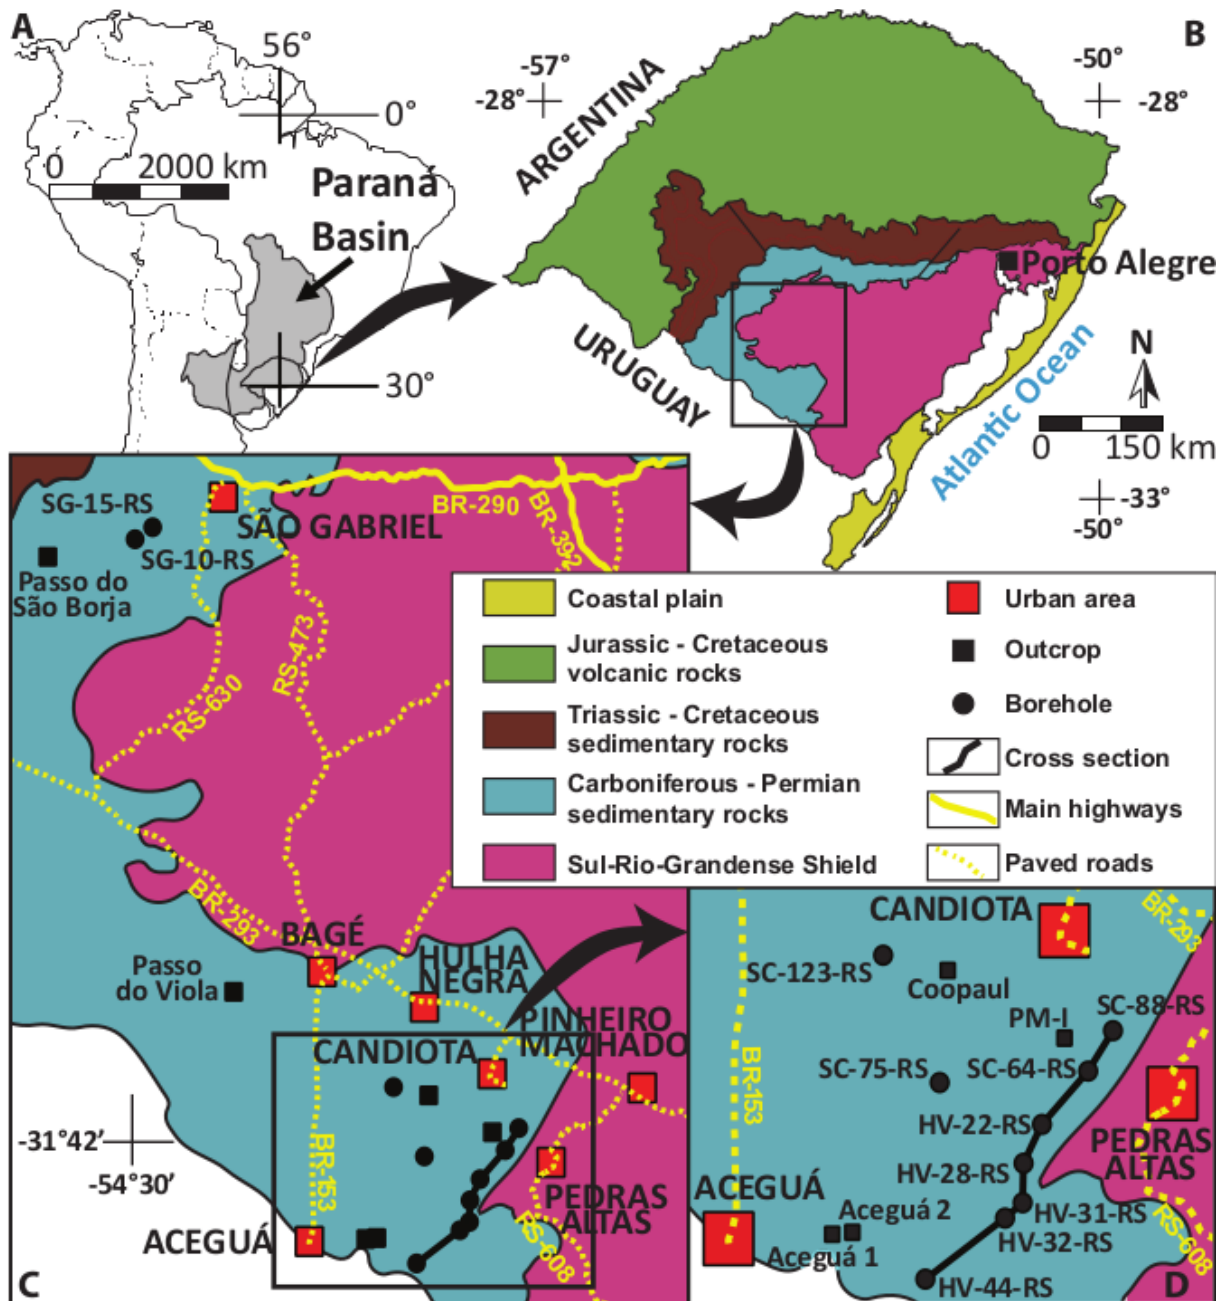 A
56°
0°
0
2000 km
Paraná
Basin
30°
B
-57°
-28°
-50°
-28°
ARGENTINA
Porto Alegre
URUGUAY
Atlantic Ocean
N
0
150 km
-33°
-50°
SG-15-RS
SG-10-RS
SÃO GABRIEL
BR-290
BR-392
Passo do
São Borja
RS-473
RS-630
BR-293
BAGÉ
HULHA
NEGRA
Passo
do Viola
PINHEIRO
MACHADO
CANDIOTA
-31°42'
-54°30'
BR-153
PEDRAS
ALTAS
ACEGUÁ
RS-608
C
Coastal plain
Jurassic - Cretaceous
volcanic rocks
Triassic - Cretaceous
sedimentary rocks
Carboniferous - Permian
sedimentary rocks
Sul-Rio-Grandense Shield
Urban area
Outcrop
Borehole
Cross section
Main highways
Paved roads
CANDIOTA
BR-293
SC-123-RS
Coopaul
SC-88-RS
PM-I
SC-75-RS
SC-64-RS
BR-153
HV-22-RS
PEDRAS
ALTAS
HV-28-RS
ACEGUÁ
Aceguá 2
HV-31-RS
HV-32-RS
RS-608
Aceguá 1
HV-44-RS
D